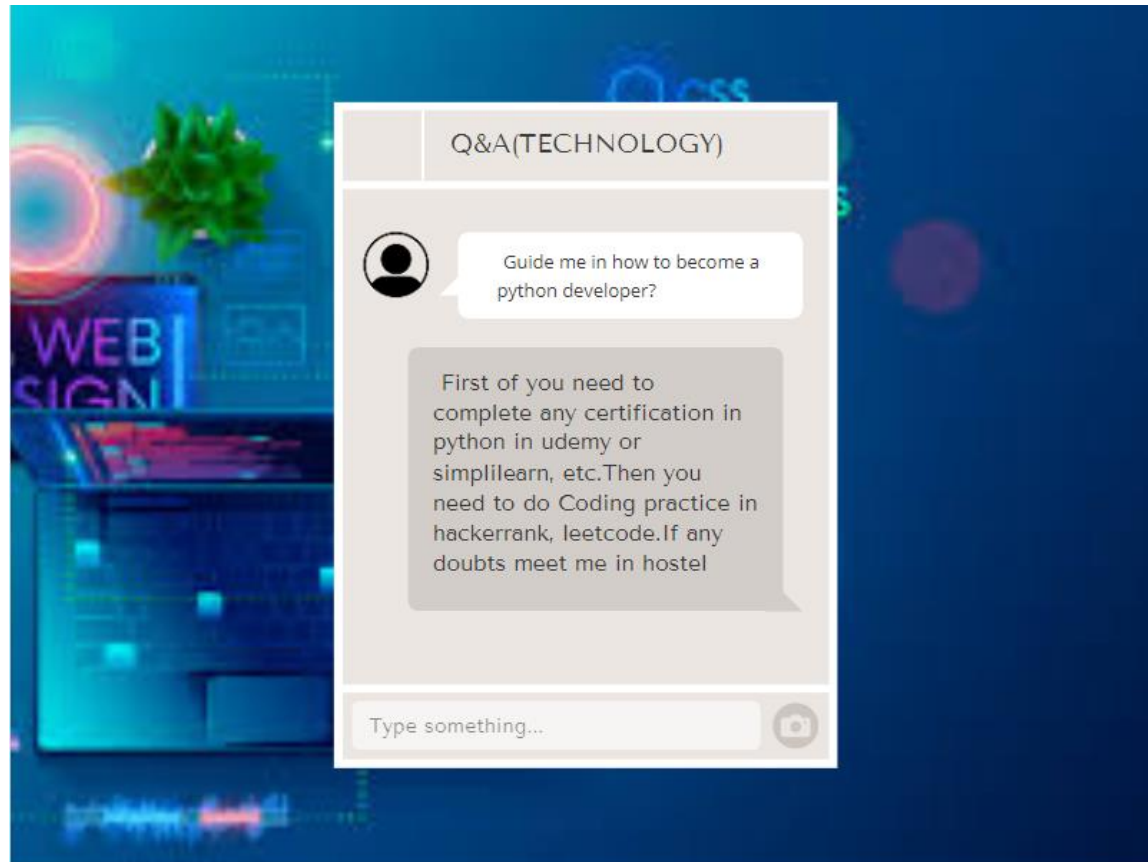 CSS
Q&A(TECHNOLOGY)
S
Guide me in how to become a
python developer?
WEB
SIGN
First of you need to
complete any certification in
python in udemy or
simplilearn, etc.Then you
need to do Coding practice in
hackerrank, leetcode.If any
doubts meet me in hostel
Type something...